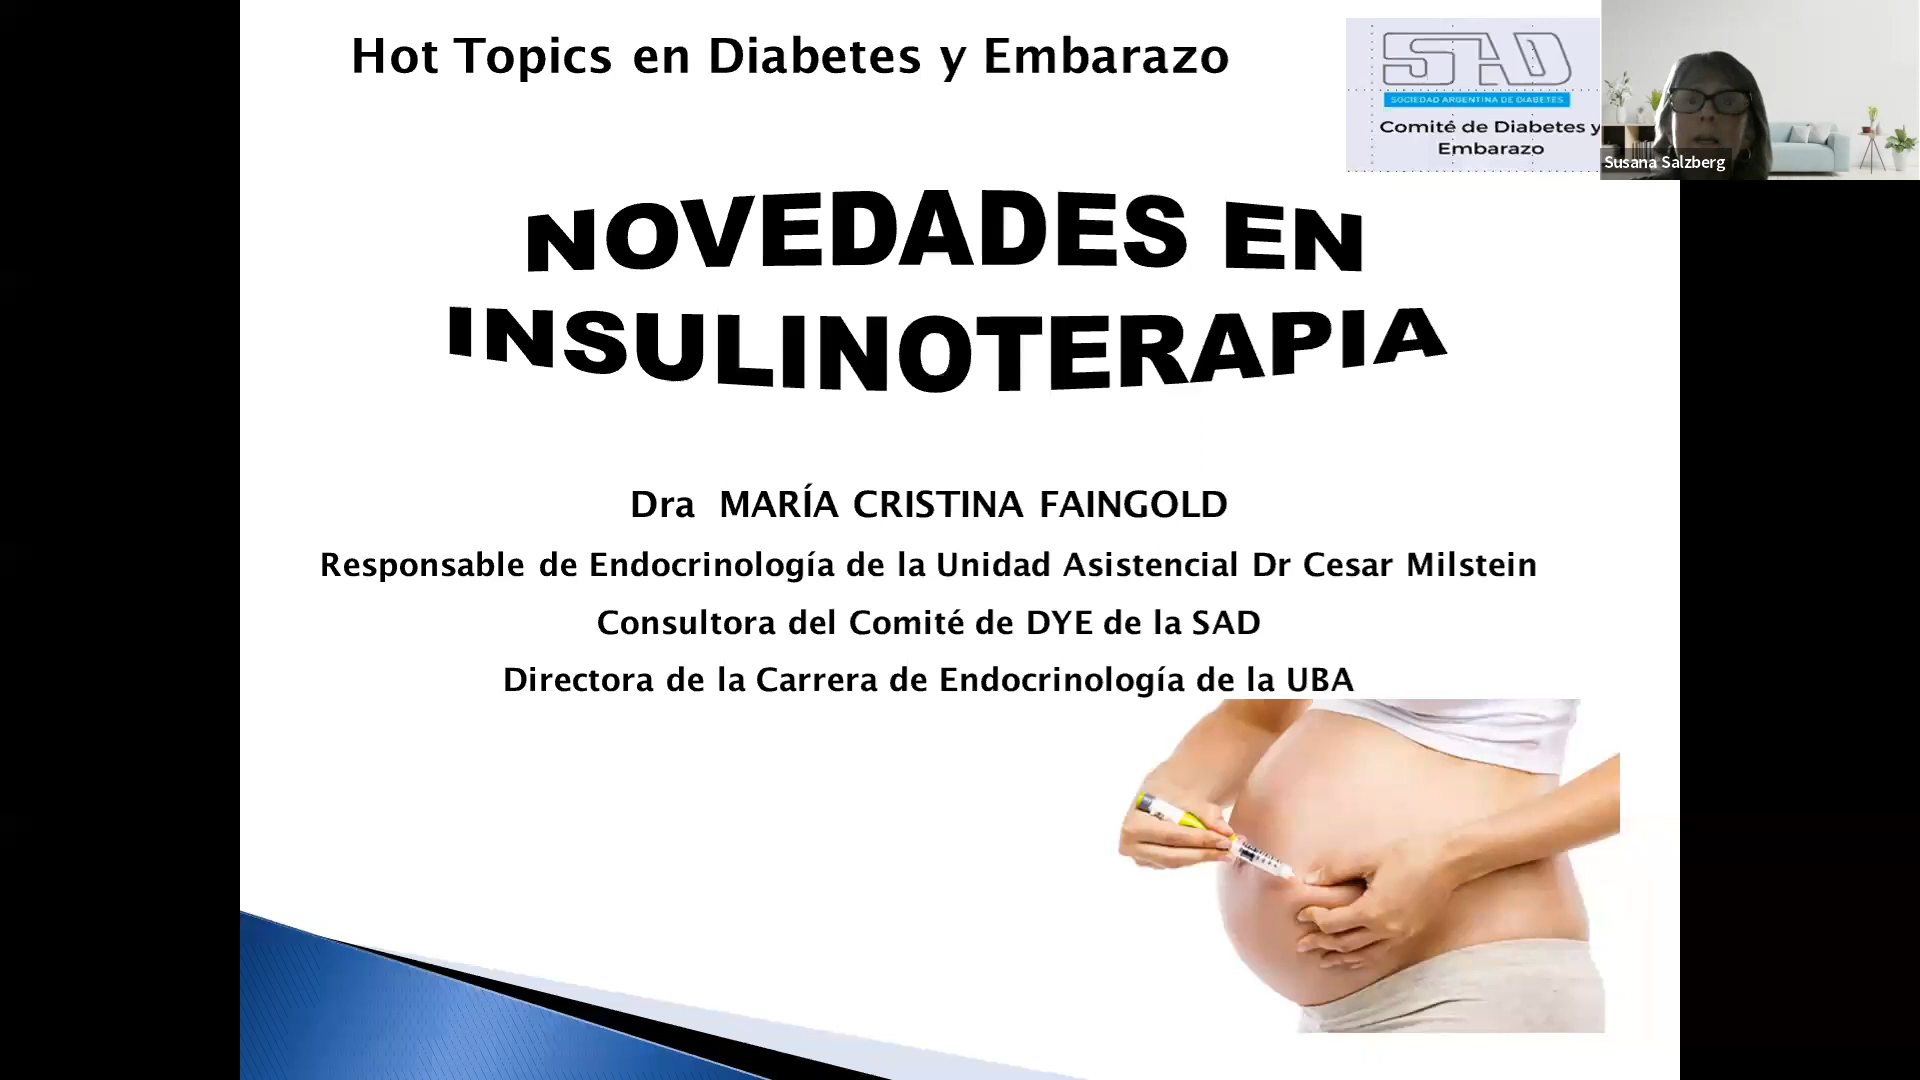 Hot Topics en Diabetes y Embarazo
SAD
SOCIEDAD ARGENTINA DE DIABETES
Comité de Diabetes y
Embarazo
Susana Salzberg
NOVEDADES EN
INSULINOTERAPIA
Dra MARÍA CRISTINA FAINGOLD
Responsable de Endocrinología de la Unidad Asistencial Dr Cesar Milstein
Consultora del Comité de DYE de la SAD
Directora de la Carrera de Endocrinología de la UBA